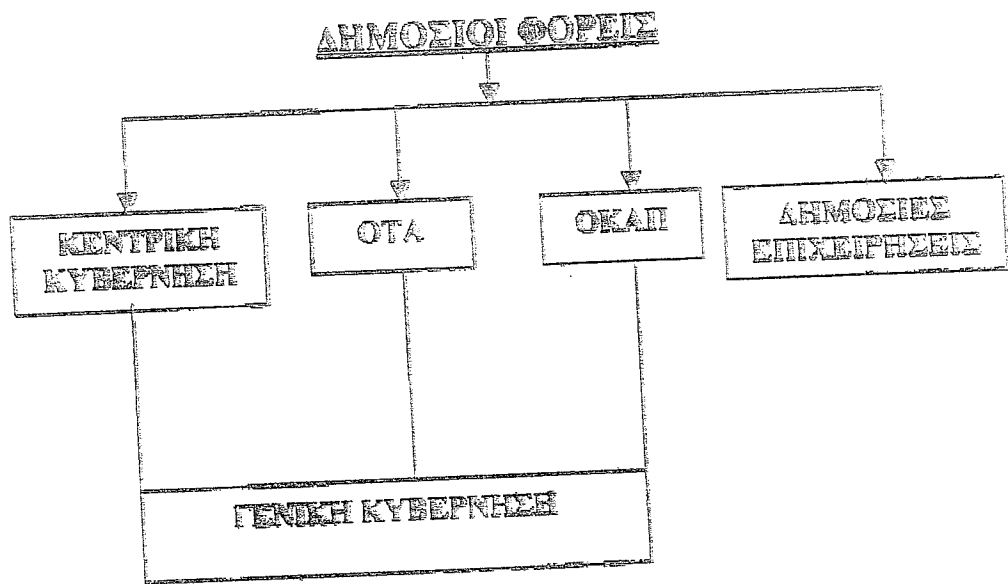 ΔΗΜΟΣΙΟΙ ΦΟΡΕΙΣ
ΚΕΝΤΡΙΚΗ
ΚΥΒΕΡΝΗΣΗ
ΟΤΑ
ΟΚΑΠ
ΔΗΜΟΣΙΕΣ
ΕΠΙΧΕΙΡΗΣΕΙΣ
ΓΕΝΙΚΗ ΚΥΒΕΡΝΗΣΗ